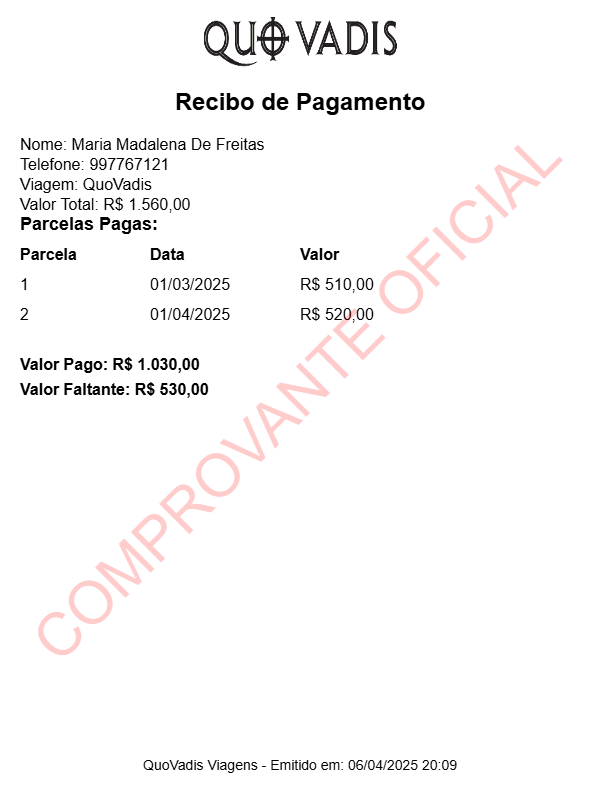 QUO VADIS
Recibo de Pagamento
Nome: Maria Madalena De Freitas
Telefone: 997767121
Viagem: QuoVadis
Valor Total: R$ 1.560,00
Parcelas Pagas:
Parcela Data Valor
1 01/03/2025 R$ 510,00
2 01/04/2025 R$ 520,00
Valor Pago: R$ 1.030,00
Valor Faltante: R$ 530,00
COMPROVANTE OFICIAL
QuoVadis Viagens - Emitido em: 06/04/2025 20:09